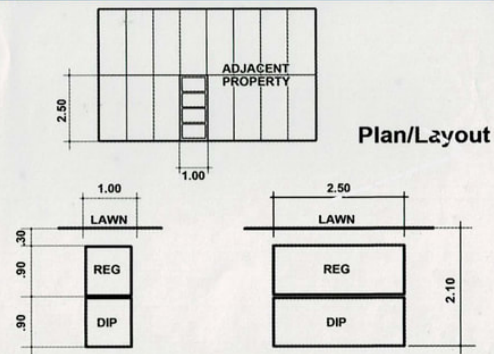 ADJACENT
PROPERTY
2.50
1.00
Plan/Layout
1.00
2.50
LAWN
LAWN
.30
REG
REG
.90
2.10
DIP
DIP
.90